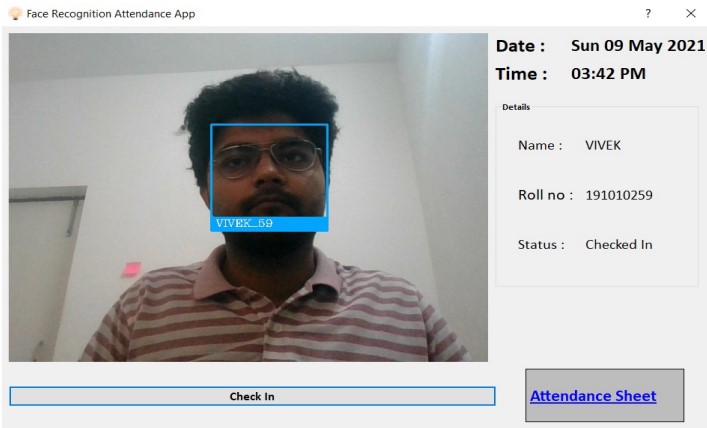 Face Recognition Attendance App
?
Date : Sun 09 May 2021
Time : 03:42 PM
Details
Name : VIVEK
Roll no : 191010259
Status : Checked In
VIVEK_59
Check In
Attendance Sheet